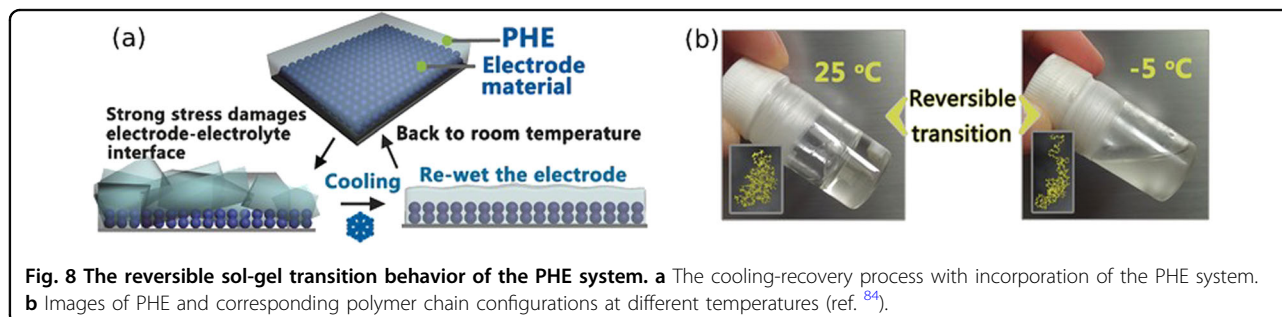 (a)
PHE
Electrode
material
Strong stress damages
electrode-electrolyte
interface
Back to room temperature
Cooling
Re-wet the electrode
(b)
25 ºC
Reversible
transition
-5 ºC
Fig. 8 The reversible sol-gel transition behavior of the PHE system. a The cooling-recovery process with incorporation of the PHE system.
b Images of PHE and corresponding polymer chain configurations at different temperatures (ref. 84).